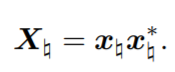 X♮ = x♮x♮*.